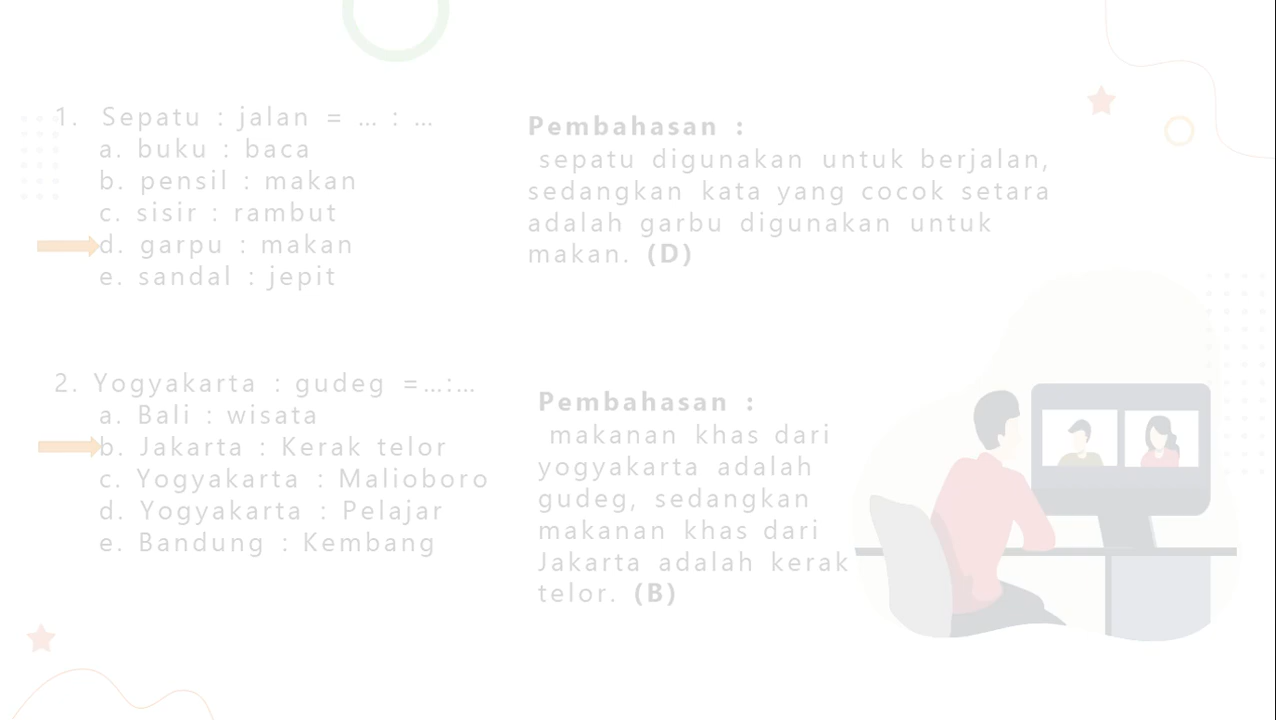 1. Sepatu : jalan = ... : ...
a. buku : baca
b. pensil : makan
c. sisir : rambut
d. garpu : makan
e. sandal : jepit
Pembahasan :
sepatu digunakan untuk berjalan,
sedangkan kata yang cocok setara
adalah garbu digunakan untuk
makan. (D)
2. Yogyakarta : gudeg =...:...
a. Bali : wisata
b. Jakarta : Kerak telor
c. Yogyakarta : Malioboro
d. Yogyakarta : Pelajar
e. Bandung : Kembang
Pembahasan :
makanan khas dari
yogyakarta adalah
gudeg, sedangkan
makanan khas dari
Jakarta adalah kerak
telor. (B)